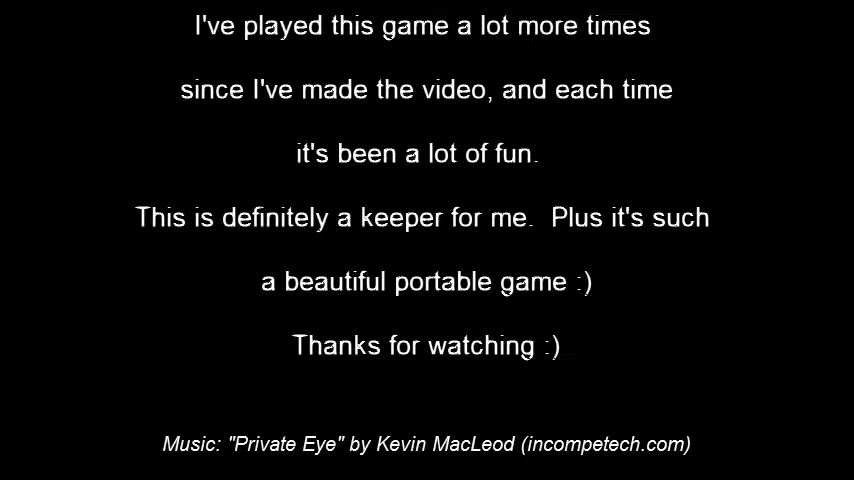 I've played this game a lot more times
since I've made the video, and each time
it's been a lot of fun.
This is definitely a keeper for me.  Plus it's such
a beautiful portable game :)
Thanks for watching :)
Music: "Private Eye" by Kevin MacLeod (incompetech.com)